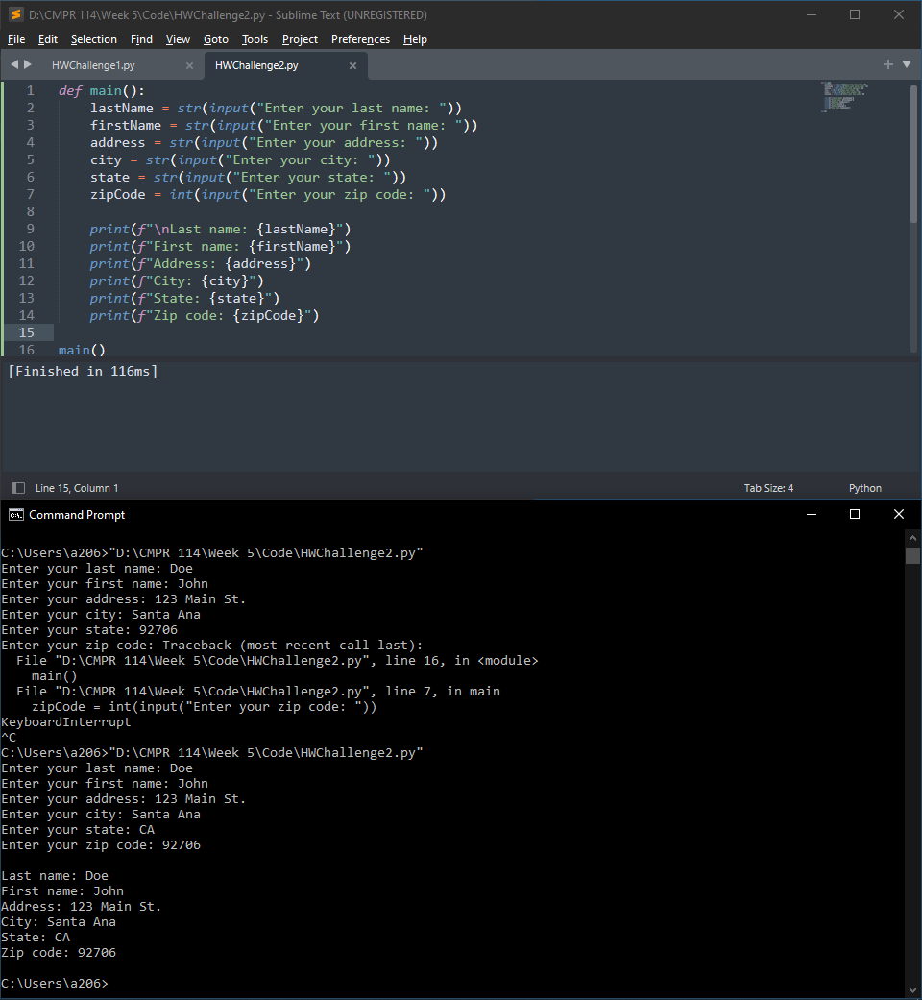 D:\CMPR 114\Week 5\Code\HWChallenge2.py - Sublime Text (UNREGISTERED)
File Edit Selection Find View Goto Tools Project Preferences Help
HWChallenge1.py × HWChallenge2.py ×
1 def main():
2     lastName = str(input("Enter your last name: "))
3     firstName = str(input("Enter your first name: "))
4     address = str(input("Enter your address: "))
5     city = str(input("Enter your city: "))
6     state = str(input("Enter your state: "))
7     zipCode = int(input("Enter your zip code: "))
8
9     print(f"\nLast name: {lastName}")
10     print(f"First name: {firstName}")
11     print(f"Address: {address}")
12     print(f"City: {city}")
13     print(f"State: {state}")
14     print(f"Zip code: {zipCode}")
15
16 main()
[Finished in 116ms]
Line 15, Column 1 Tab Size: 4 Python
Command Prompt
C:\Users\a206>"D:\CMPR 114\Week 5\Code\HWChallenge2.py"
Enter your last name: Doe
Enter your first name: John
Enter your address: 123 Main St.
Enter your city: Santa Ana
Enter your state: 92706
Enter your zip code: Traceback (most recent call last):
  File "D:\CMPR 114\Week 5\Code\HWChallenge2.py", line 16, in <module>
    main()
  File "D:\CMPR 114\Week 5\Code\HWChallenge2.py", line 7, in main
    zipCode = int(input("Enter your zip code: "))
KeyboardInterrupt
^C
C:\Users\a206>"D:\CMPR 114\Week 5\Code\HWChallenge2.py"
Enter your last name: Doe
Enter your first name: John
Enter your address: 123 Main St.
Enter your city: Santa Ana
Enter your state: CA
Enter your zip code: 92706

Last name: Doe
First name: John
Address: 123 Main St.
City: Santa Ana
State: CA
Zip code: 92706

C:\Users\a206>